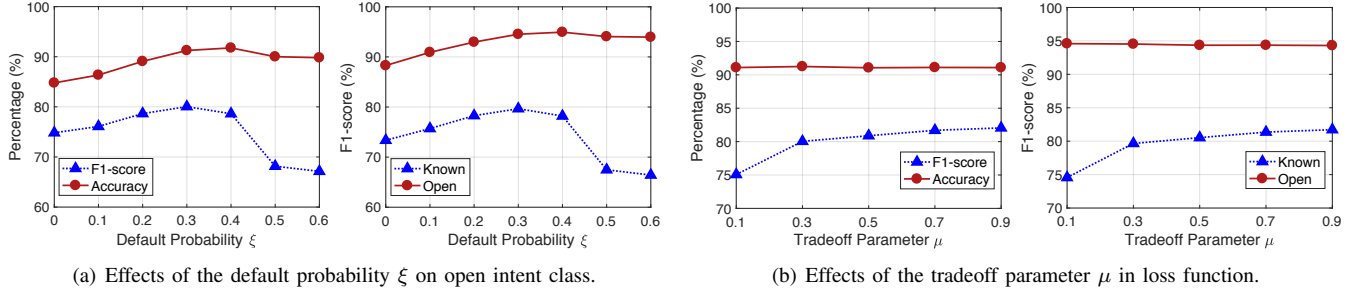 Percentage (%)
100
90
80
70
60
F1-score
Accuracy
0 0.1 0.2 0.3 0.4 0.5 0.6
Default Probability ξ
F1-score (%)
100
90
80
70
60
Known
Open
0 0.1 0.2 0.3 0.4 0.5 0.6
Default Probability ξ
(a) Effects of the default probability ξ on open intent class.
Percentage (%)
100
95
90
85
80
75
70
F1-score
Accuracy
0.1 0.3 0.5 0.7 0.9
Tradeoff Parameter μ
F1-score (%)
100
95
90
85
80
75
70
Known
Open
0.1 0.3 0.5 0.7 0.9
Tradeoff Parameter μ
(b) Effects of the tradeoff parameter μ in loss function.